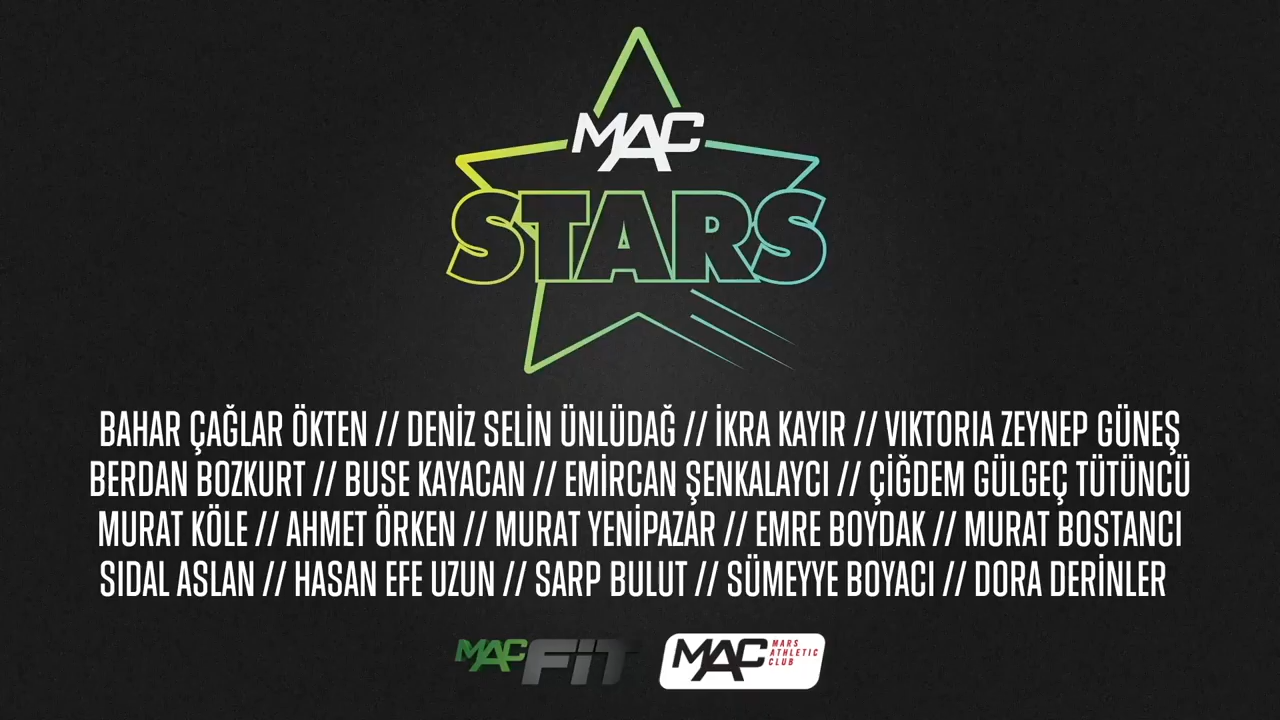 MAC
STARS
BAHAR ÇAĞLAR ÖKTEN // DENİZ SELİN ÜNLÜDAĞ // İKRA KAYIR // VIKTORIA ZEYNEP GÜNEŞ
BERDAN BOZKURT // BUSE KAYACAN // EMİRCAN ŞENKALAYCI // ÇİĞDEM GÜLGEÇ TÜTÜNCÜ
MURAT KÖLE // AHMET ÖRKEN // MURAT YENİPAZAR // EMRE BOYDAK // MURAT BOSTANCI
SIDAL ASLAN // HASAN EFE UZUN // SARP BULUT // SÜMEYYE BOYACI // DORA DERİNLER
MAC FiT
MAC MARS
ATHLETIC
CLUB